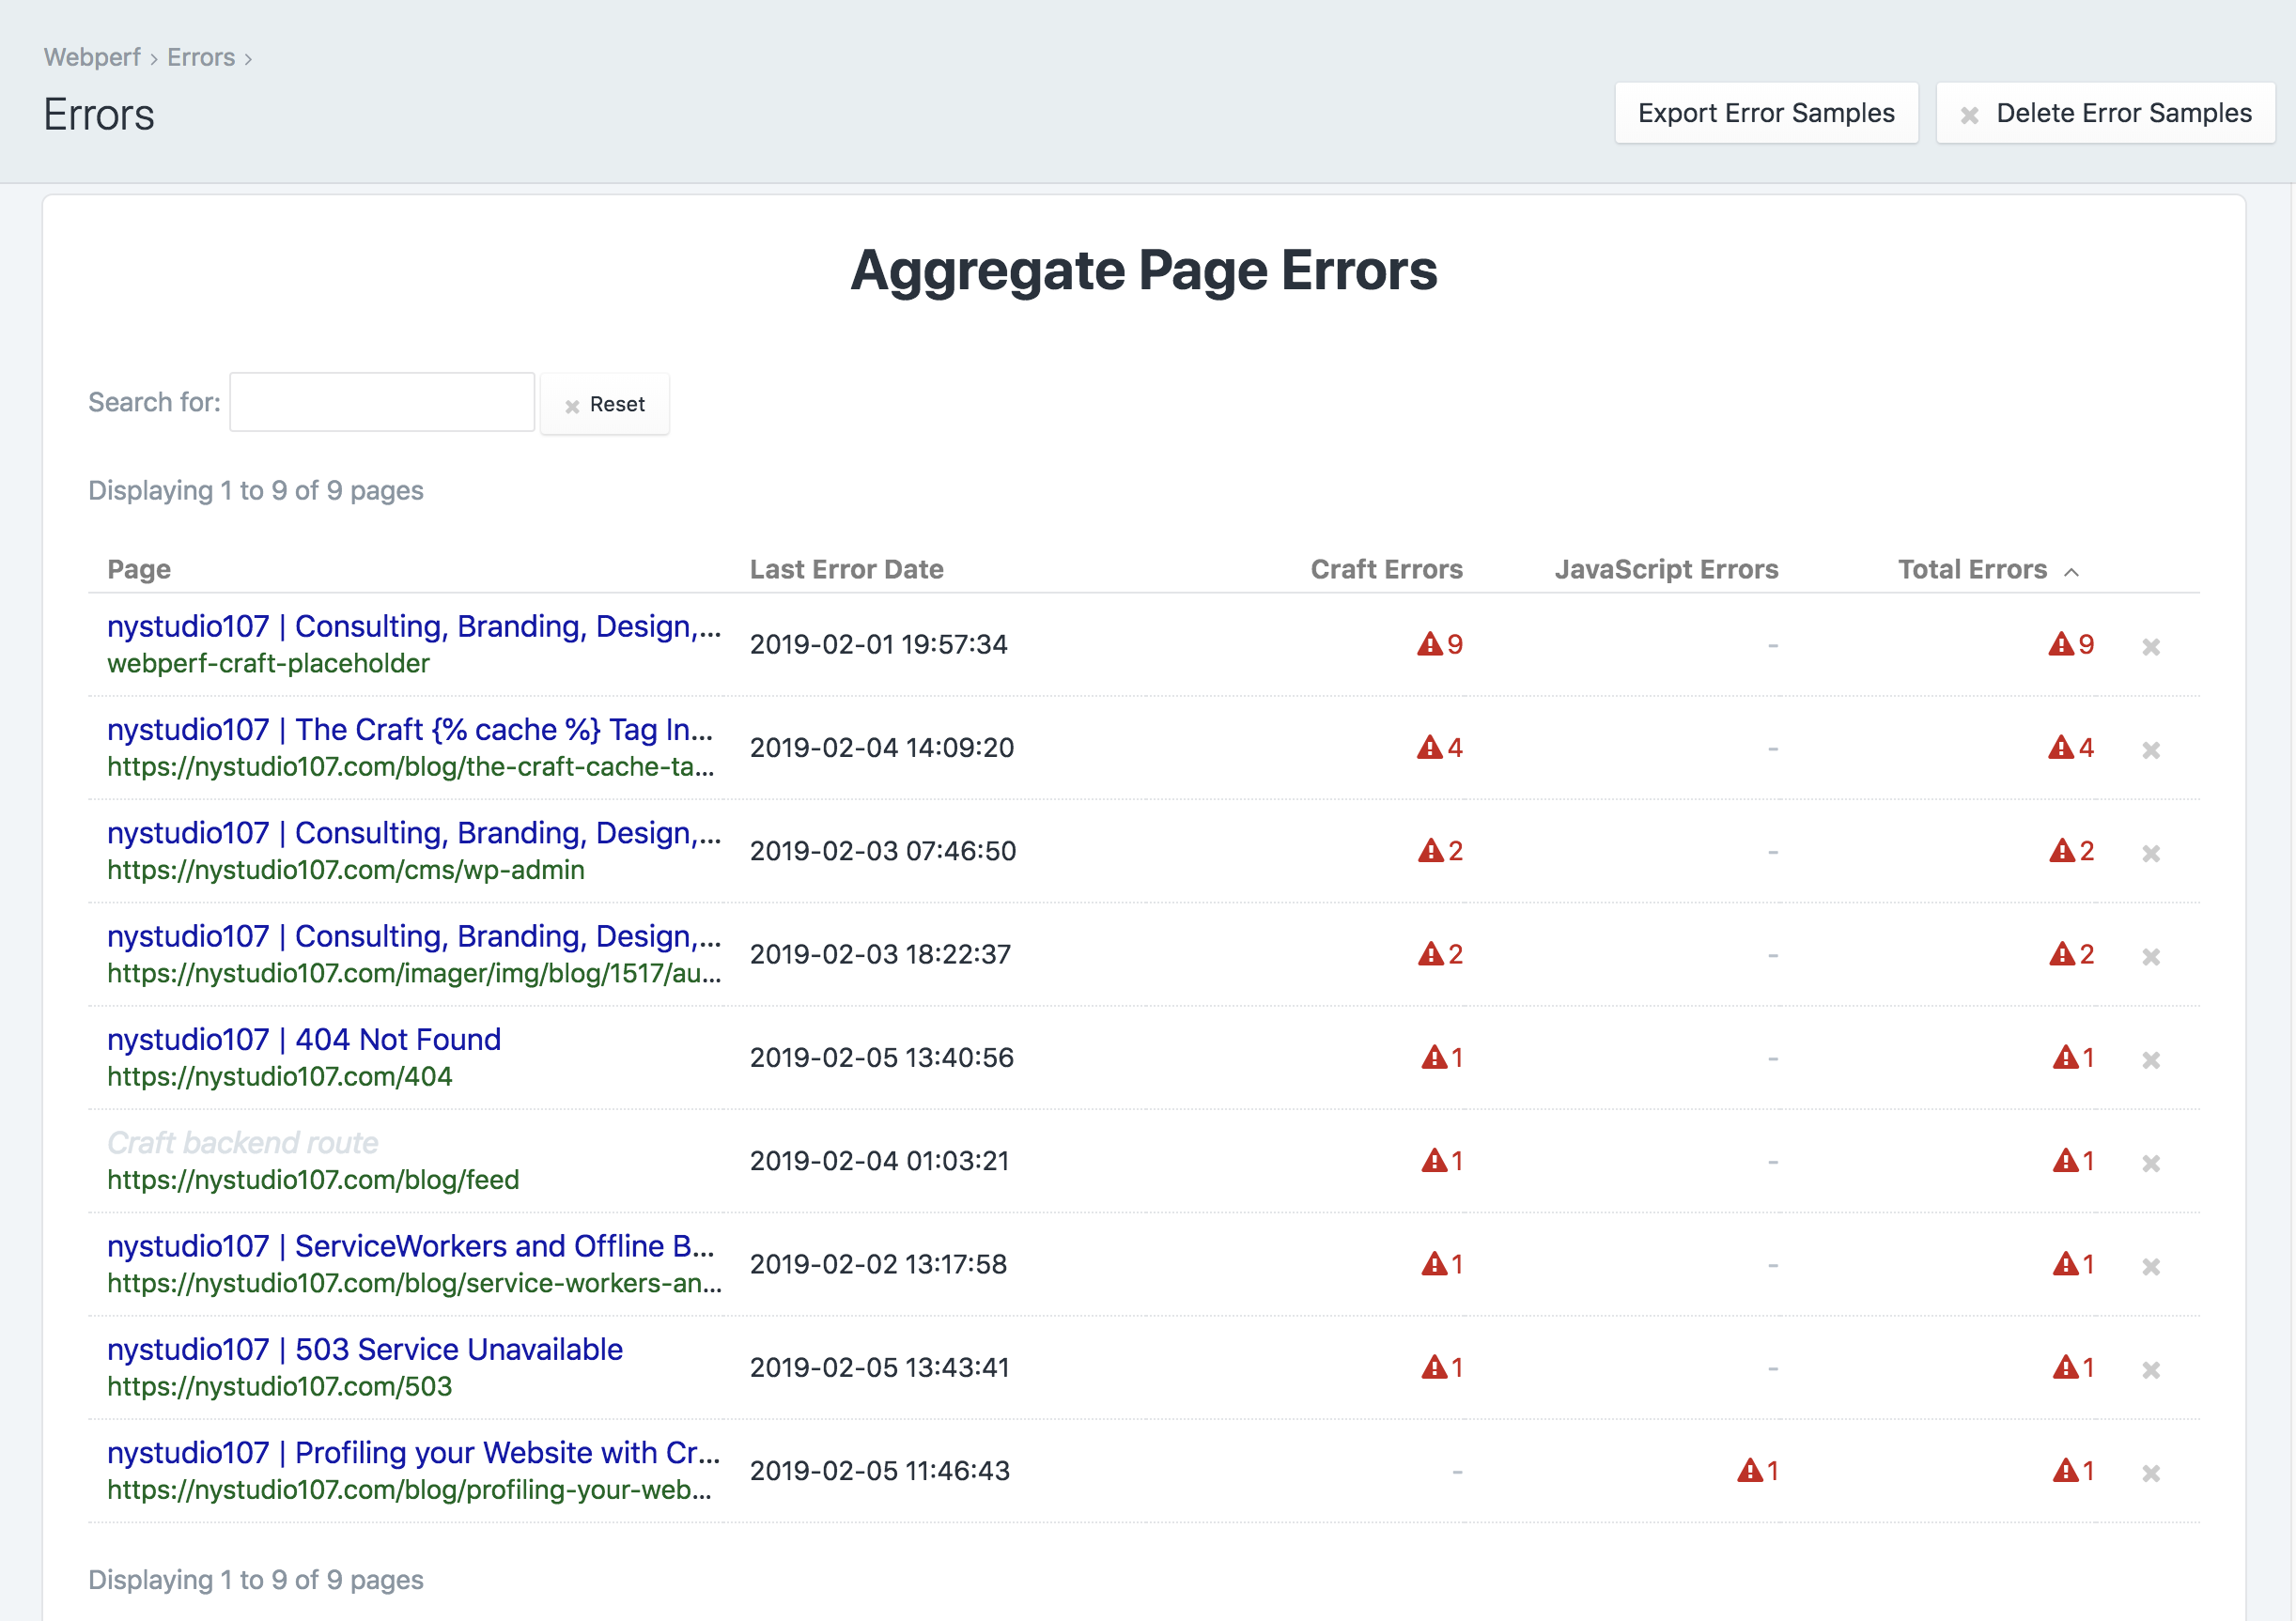 Webperf › Errors ›
Errors
Export Error Samples
Delete Error Samples
Aggregate Page Errors
Search for:
Reset
Displaying 1 to 9 of 9 pages
Page Last Error Date Craft Errors JavaScript Errors Total Errors
nystudio107 | Consulting, Branding, Design,...
webperf-craft-placeholder
2019-02-01 19:57:34 9 - 9
nystudio107 | The Craft {% cache %} Tag In...
https://nystudio107.com/blog/the-craft-cache-ta...
2019-02-04 14:09:20 4 - 4
nystudio107 | Consulting, Branding, Design,...
https://nystudio107.com/cms/wp-admin
2019-02-03 07:46:50 2 - 2
nystudio107 | Consulting, Branding, Design,...
https://nystudio107.com/imager/img/blog/1517/au...
2019-02-03 18:22:37 2 - 2
nystudio107 | 404 Not Found
https://nystudio107.com/404
2019-02-05 13:40:56 1 - 1
Craft backend route
https://nystudio107.com/blog/feed
2019-02-04 01:03:21 1 - 1
nystudio107 | ServiceWorkers and Offline B...
https://nystudio107.com/blog/service-workers-an...
2019-02-02 13:17:58 1 - 1
nystudio107 | 503 Service Unavailable
https://nystudio107.com/503
2019-02-05 13:43:41 1 - 1
nystudio107 | Profiling your Website with Cr...
https://nystudio107.com/blog/profiling-your-web...
2019-02-05 11:46:43 - 1 1
Displaying 1 to 9 of 9 pages